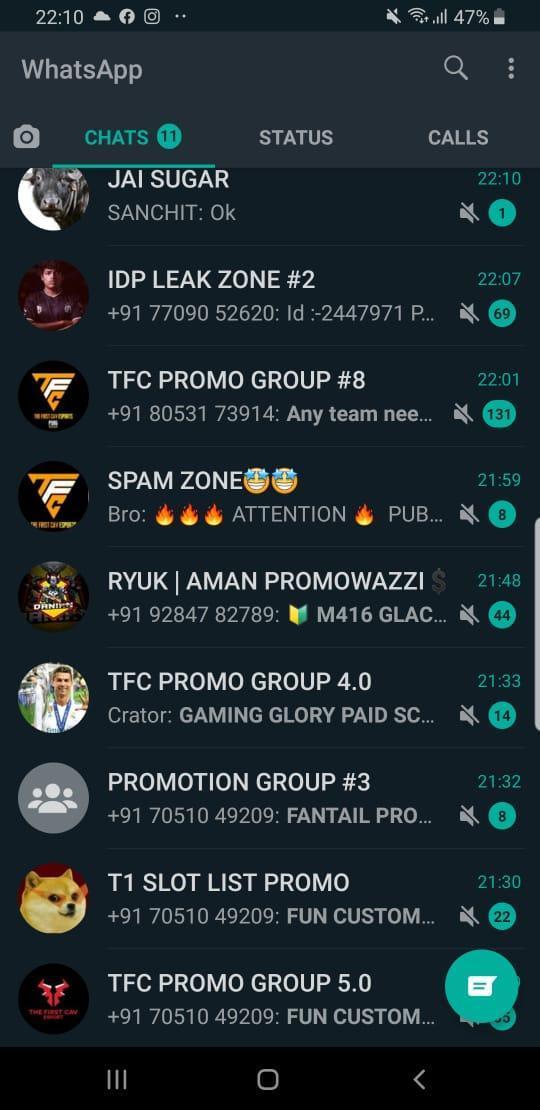 22:10 47%
WhatsApp
CHATS 11 STATUS CALLS
JAI SUGAR 22:10
SANCHIT: Ok 1
IDP LEAK ZONE #2 22:07
+91 77090 52620: Id :-2447971 P... 69
TFC PROMO GROUP #8 22:01
+91 80531 73914: Any team nee... 131
SPAM ZONE🤩🤩 21:59
Bro: 🔥🔥🔥 ATTENTION 🔥 PUB... 8
RYUK | AMAN PROMOWAZZI💲 21:48
+91 92847 82789: 🔰 M416 GLAC... 44
TFC PROMO GROUP 4.0 21:33
Crator: GAMING GLORY PAID SC... 14
PROMOTION GROUP #3 21:32
+91 70510 49209: FANTAIL PRO... 8
T1 SLOT LIST PROMO 21:30
+91 70510 49209: FUN CUSTOM... 22
TFC PROMO GROUP 5.0
THE FIRST CAV
+91 70510 49209: FUN CUSTOM...